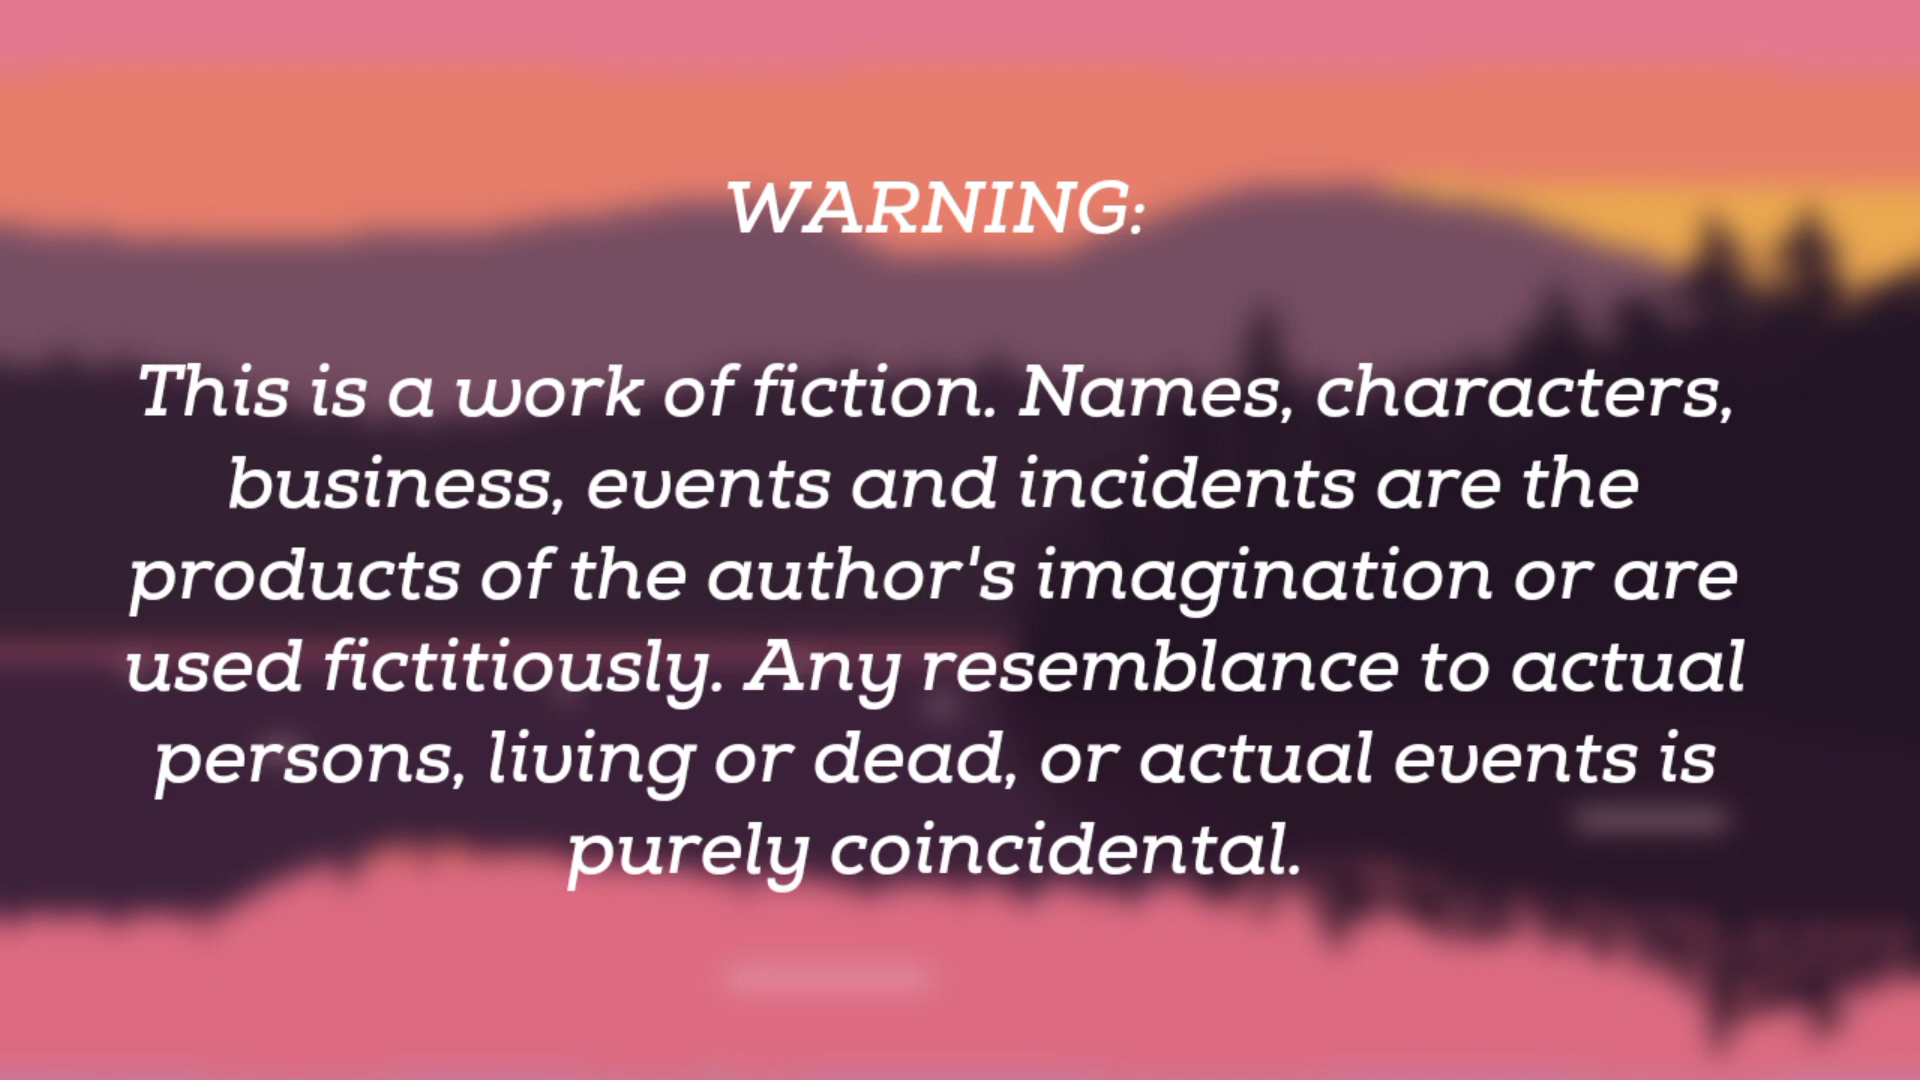 WARNING:
This is a work of fiction. Names, characters,
business, events and incidents are the
products of the author's imagination or are
used fictitiously. Any resemblance to actual
persons, living or dead, or actual events is
purely coincidental.